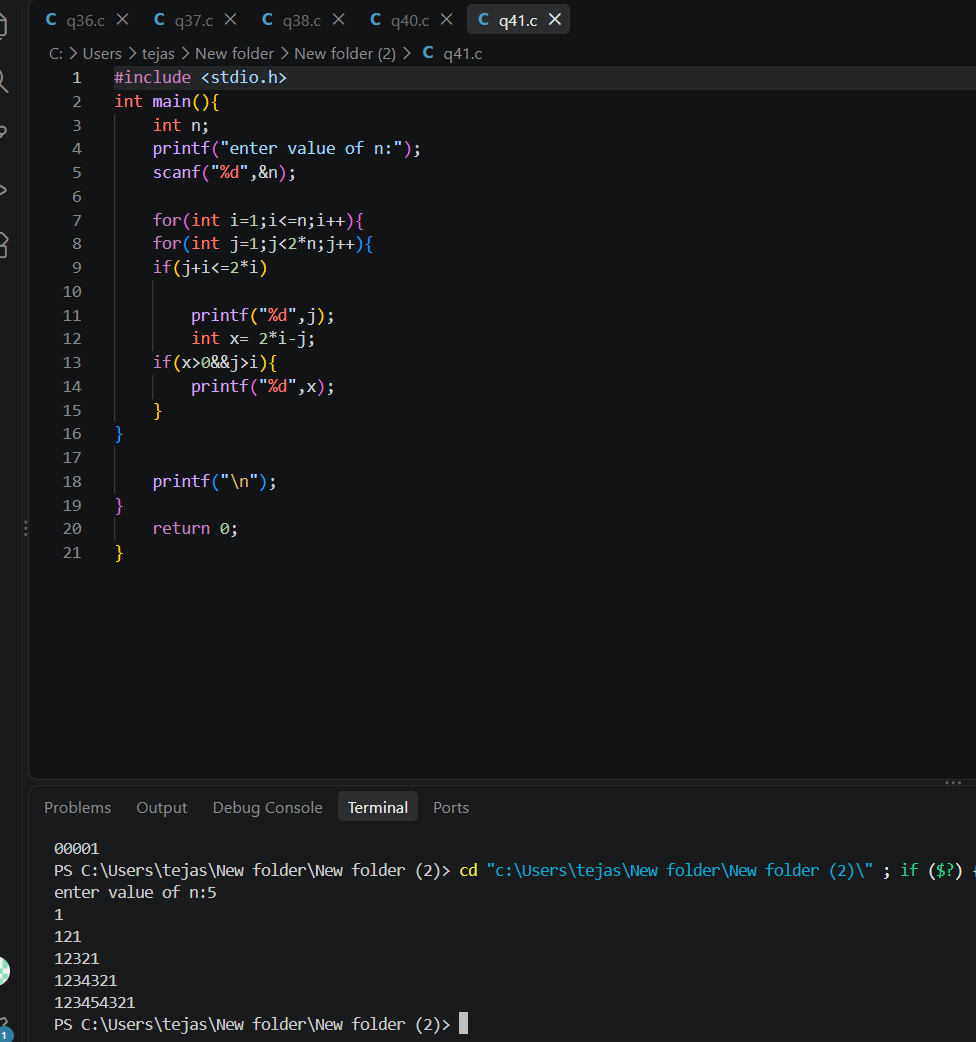 C q36.c × C q37.c × C q38.c × C q40.c × C q41.c ×
C: > Users > tejas > New folder > New folder (2) > C q41.c
1 #include <stdio.h>
2 int main(){
3     int n;
4     printf("enter value of n:");
5     scanf("%d",&n);
6
7     for(int i=1;i<=n;i++){
8     for(int j=1;j<2*n;j++){
9     if(j+i<=2*i)
10
11         printf("%d",j);
12         int x= 2*i-j;
13     if(x>0&&j>i){
14         printf("%d",x);
15     }
16 }
17
18     printf("\n");
19 }
20     return 0;
21 }
Problems Output Debug Console Terminal Ports
00001
PS C:\Users\tejas\New folder\New folder (2)> cd "c:\Users\tejas\New folder\New folder (2)\" ; if ($?) {
enter value of n:5
1
121
12321
1234321
123454321
PS C:\Users\tejas\New folder\New folder (2)>
1